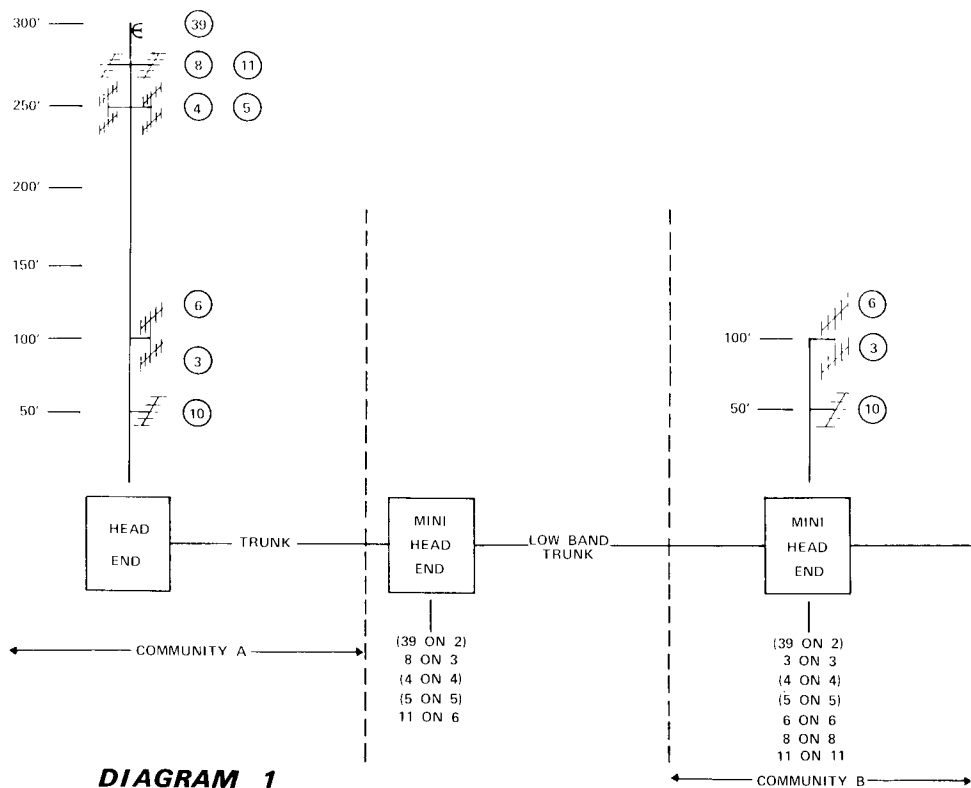 300'
39
8
11
250'
4
5
200'
150'
6
100'
3
50'
10
6
100'
3
50'
10
HEAD
END
TRUNK
MINI
HEAD
END
LOW BAND
TRUNK
MINI
HEAD
END
COMMUNITY A
(39 ON 2)
8 ON 3
(4 ON 4)
(5 ON 5)
11 ON 6
(39 ON 2)
3 ON 3
(4 ON 4)
(5 ON 5)
6 ON 6
8 ON 8
11 ON 11
COMMUNITY B
DIAGRAM 1